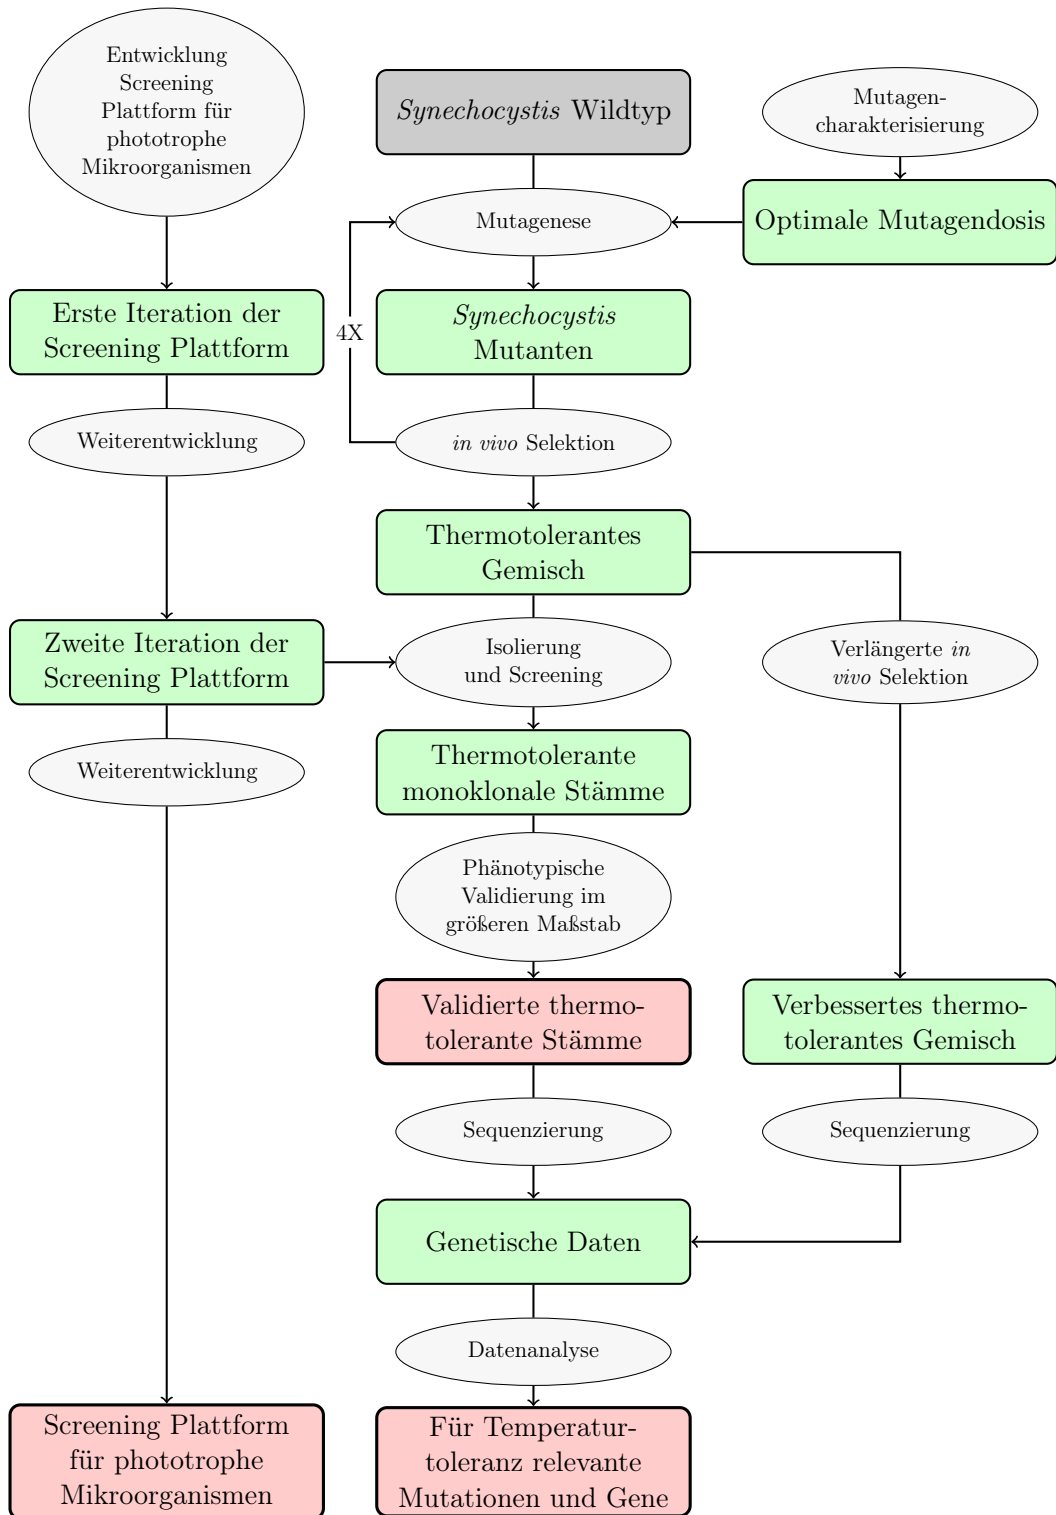 Entwicklung
Screening
Plattform für
phototrophe
Mikroorganismen
Synechocystis Wildtyp
Mutagen-
charakterisierung
Mutagenese
Optimale Mutagendosis
Erste Iteration der
Screening Plattform
4X
Synechocystis
Mutanten
Weiterentwicklung
in vivo Selektion
Thermotolerantes
Gemisch
Zweite Iteration der
Screening Plattform
Isolierung
und Screening
Verlängerte in
vivo Selektion
Weiterentwicklung
Thermotolerante
monoklonale Stämme
Phänotypische
Validierung im
größeren Maßstab
Validierte thermo-
tolerante Stämme
Verbessertes thermo-
tolerantes Gemisch
Sequenzierung
Sequenzierung
Genetische Daten
Datenanalyse
Screening Plattform
für phototrophe
Mikroorganismen
Für Temperatur-
toleranz relevante
Mutationen und Gene